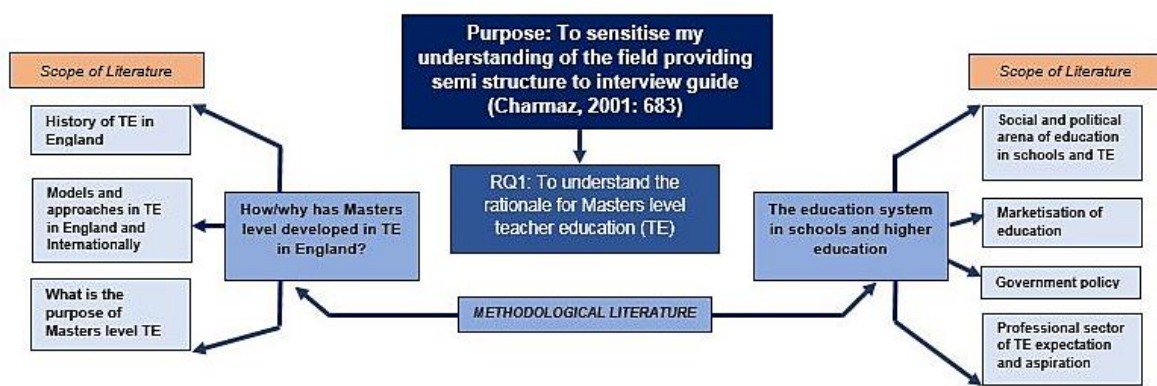 Purpose: To sensitise my
understanding of the field providing
semi structure to interview guide
(Charmaz, 2001: 683)
Scope of Literature
History of TE in
England
Models and
approaches in TE
in England and
Internationally
What is the
purpose of
Masters level TE
How/why has Masters
level developed in TE
in England?
RQ1: To understand the
rationale for Masters level
teacher education (TE)
METHODOLOGICAL LITERATURE
The education system
in schools and higher
education
Scope of Literature
Social and political
arena of education
in schools and TE
Marketisation of
education
Government policy
Professional sector
of TE expectation
and aspiration